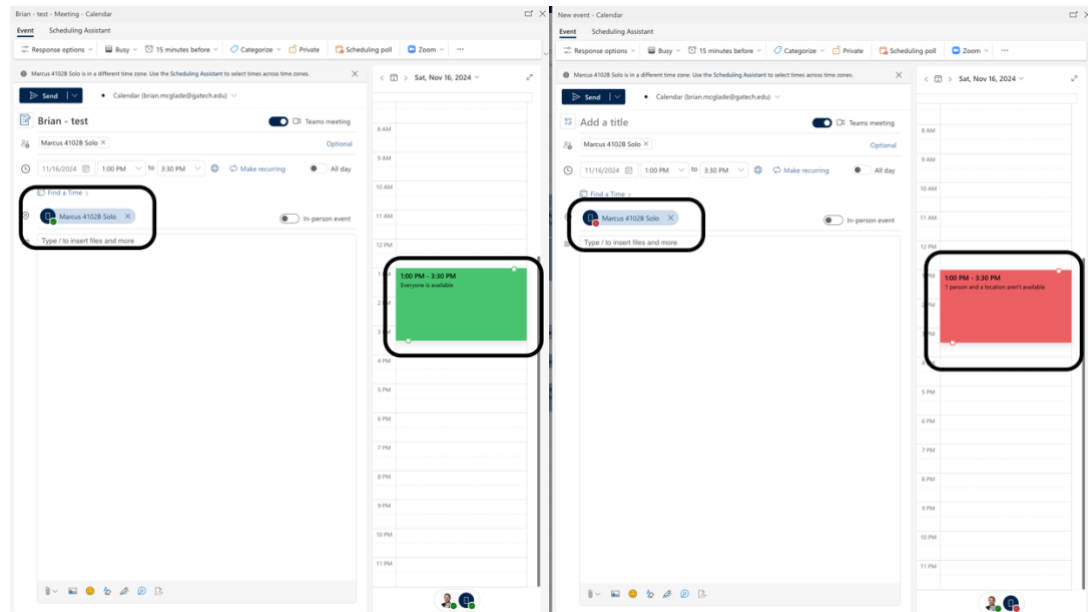 Brian - test - Meeting - Calendar
Event Scheduling Assistant
Response options Busy 15 minutes before Categorize Private Scheduling poll Zoom ...
Marcus 4102B Solo is in a different time zone. Use the Scheduling Assistant to select times across time zones.
Send Calendar (brian.mcglade@gatech.edu)
Brian - test Teams meeting
Marcus 4102B Solo Optional
11/16/2024 1:00 PM to 3:30 PM Make recurring All day
Find a Time
Marcus 4102B Solo In-person event
Type / to insert files and more
Sat, Nov 16, 2024
8 AM
9 AM
10 AM
11 AM
12 PM
1:00 PM - 3:30 PM
Everyone is available
4 PM
5 PM
6 PM
7 PM
8 PM
9 PM
10 PM
11 PM
New event - Calendar
Event Scheduling Assistant
Response options Busy 15 minutes before Categorize Private Scheduling poll Zoom ...
Marcus 4102B Solo is in a different time zone. Use the Scheduling Assistant to select times across time zones.
Send Calendar (brian.mcglade@gatech.edu)
Add a title Teams meeting
Marcus 4102B Solo Optional
11/16/2024 1:00 PM to 3:30 PM Make recurring All day
Find a Time
Marcus 4102B Solo In-person event
Type / to insert files and more
Sat, Nov 16, 2024
8 AM
9 AM
10 AM
11 AM
12 PM
1:00 PM - 3:30 PM
1 person and a location aren't available
5 PM
6 PM
7 PM
8 PM
9 PM
10 PM
11 PM